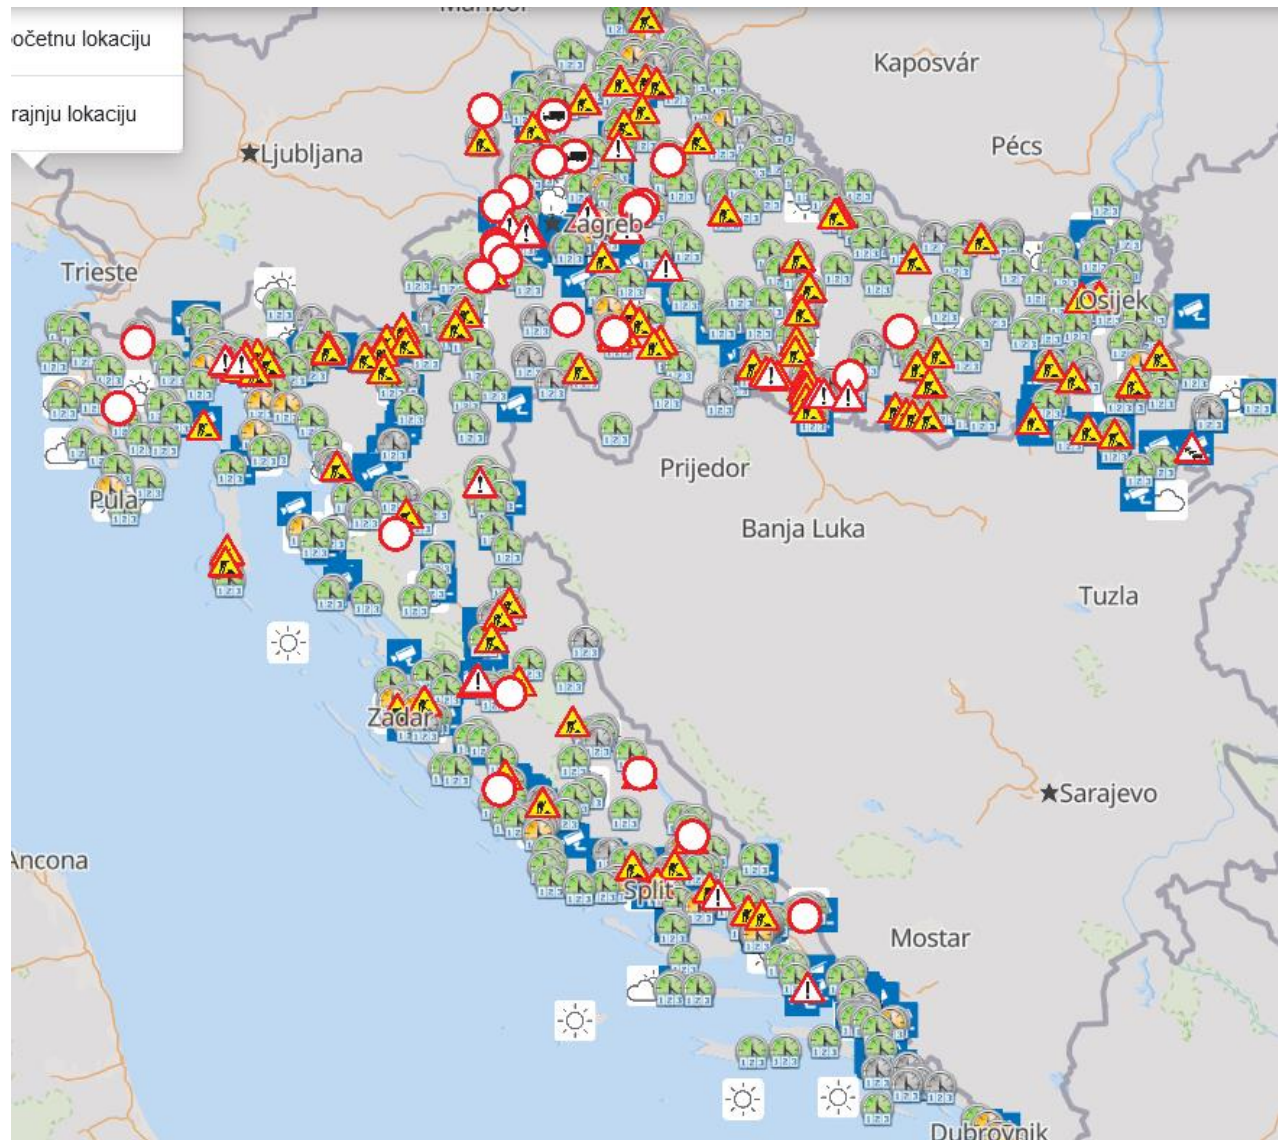 očetnu lokaciju
rajnju lokaciju
Maribor
Kaposvár
Ljubljana
Pécs
Zagreb
Trieste
Osijek
Prijedor
Pula
Banja Luka
Tuzla
Zadar
Sarajevo
Ancona
Split
Mostar
Dubrovnik